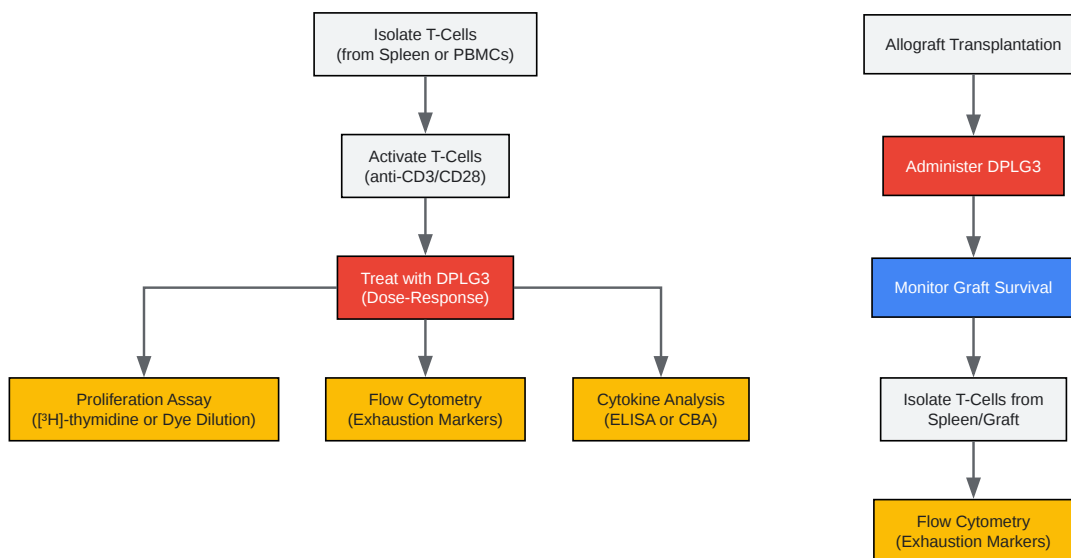 Isolate T-Cells
(from Spleen or PBMCs)
Activate T-Cells
(anti-CD3/CD28)
Treat with DPLG3
(Dose-Response)
Proliferation Assay
([³H]-thymidine or Dye Dilution)
Flow Cytometry
(Exhaustion Markers)
Cytokine Analysis
(ELISA or CBA)
Allograft Transplantation
Administer DPLG3
Monitor Graft Survival
Isolate T-Cells from
Spleen/Graft
Flow Cytometry
(Exhaustion Markers)